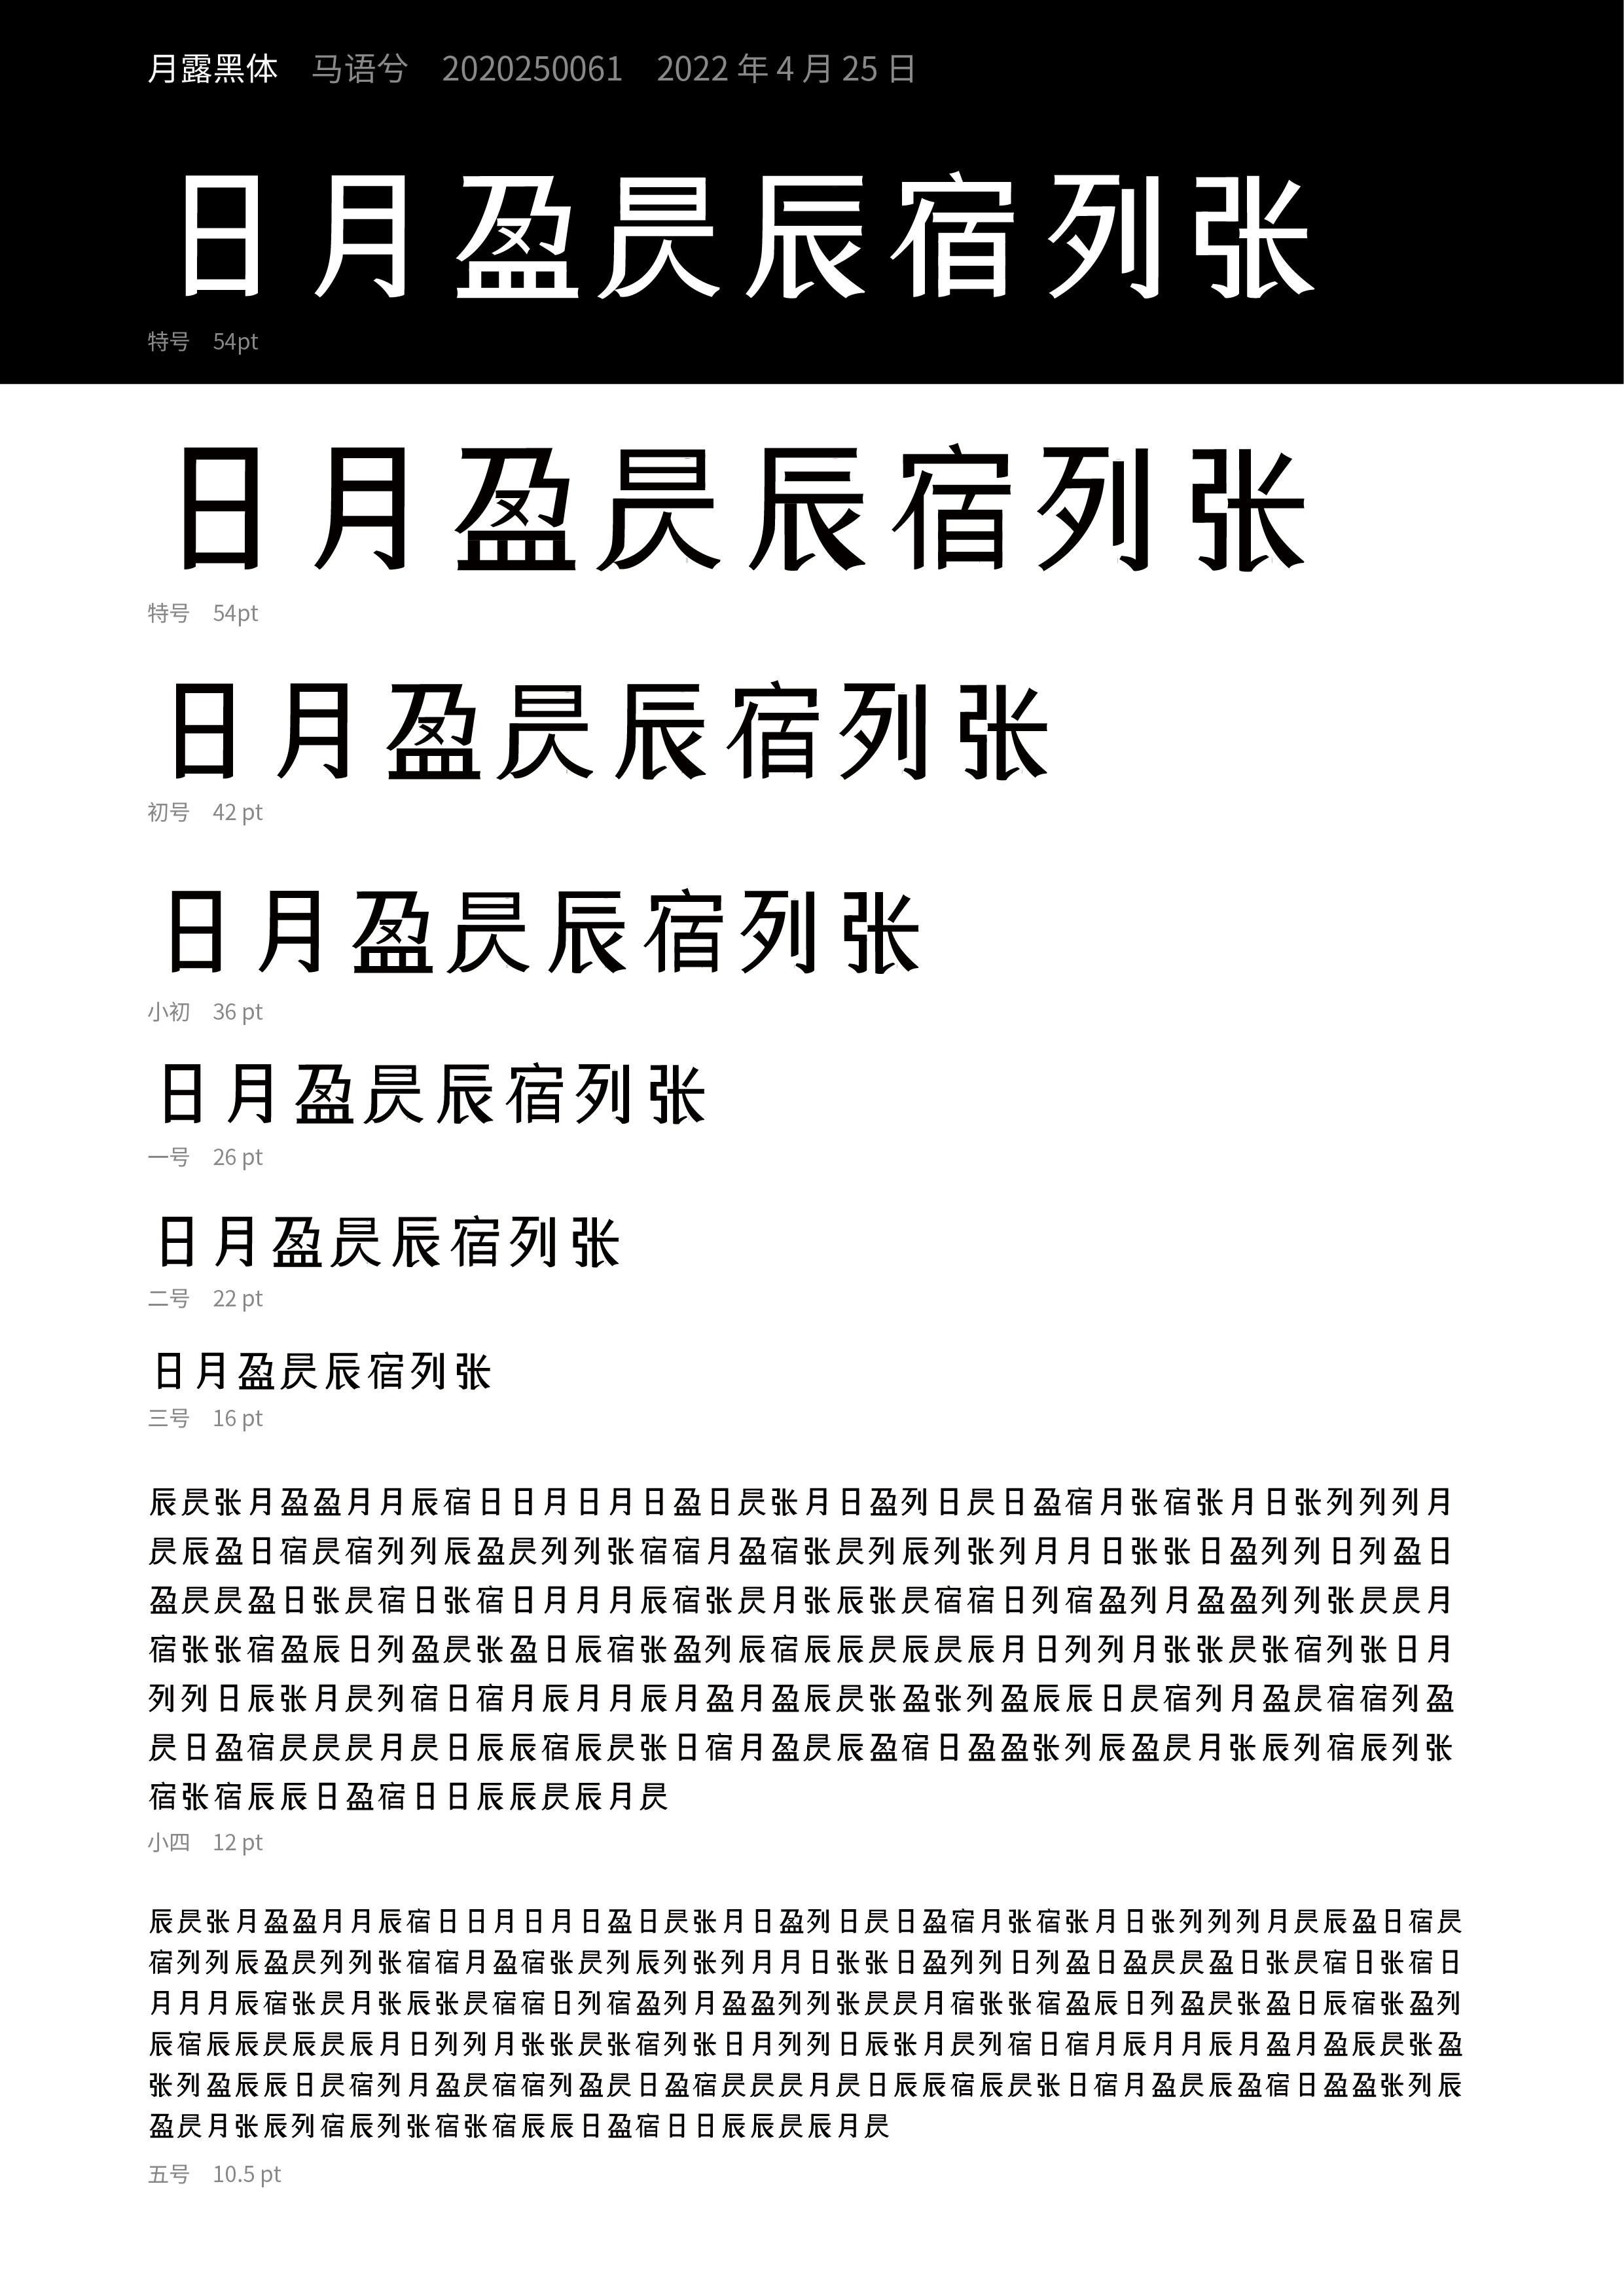 月露黑体 马语兮 2020250061 2022 年 4 月 25 日
日月盈昃辰宿列张
特号 54pt
日月盈昃辰宿列张
特号 54pt
日月盈昃辰宿列张
初号 42 pt
日月盈昃辰宿列张
小初 36 pt
日月盈昃辰宿列张
一号 26 pt
日月盈昃辰宿列张
二号 22 pt
日月盈昃辰宿列张
三号 16 pt
辰昃张月盈盈月月辰宿日日月日月日盈日昃张月日盈列日昃日盈宿月张宿张月日张列列列月
昃辰盈日宿昃宿列列辰盈昃列列张宿宿月盈宿张昃列辰列张列月月日张张日盈列列日列盈日
盈昃昃盈日张昃宿日张宿日月月月辰宿张昃月张辰张昃宿宿日列宿盈列月盈盈列列张昃昃月
宿张张宿盈辰日列盈昃张盈日辰宿张盈列辰宿辰辰昃辰昃辰月日列列月张张昃张宿列张日月
列列日辰张月昃列宿日宿月辰月月辰月盈月盈辰昃张盈张列盈辰辰日昃宿列月盈昃宿宿列盈
昃日盈宿昃昃昃月昃日辰辰宿辰昃张日宿月盈昃辰盈宿日盈盈张列辰盈昃月张辰列宿辰列张
宿张宿辰辰日盈宿日日辰辰昃辰月昃
小四 12 pt
辰昃张月盈盈月月辰宿日日月日月日盈日昃张月日盈列日昃日盈宿月张宿张月日张列列列月昃辰盈日宿昃
宿列列辰盈昃列列张宿宿月盈宿张昃列辰列张列月月日张张日盈列列日列盈日盈昃昃盈日张昃宿日张宿日
月月月辰宿张昃月张辰张昃宿宿日列宿盈列月盈盈列列张昃昃月宿张张宿盈辰日列盈昃张盈日辰宿张盈列
辰宿辰辰昃辰昃辰月日列列月张张昃张宿列张日月列列日辰张月昃列宿日宿月辰月月辰月盈月盈辰昃张盈
张列盈辰辰日昃宿列月盈昃宿宿列盈昃日盈宿昃昃昃月昃日辰辰宿辰昃张日宿月盈昃辰盈宿日盈盈张列辰
盈昃月张辰列宿辰列张宿张宿辰辰日盈宿日日辰辰昃辰月昃
五号 10.5 pt